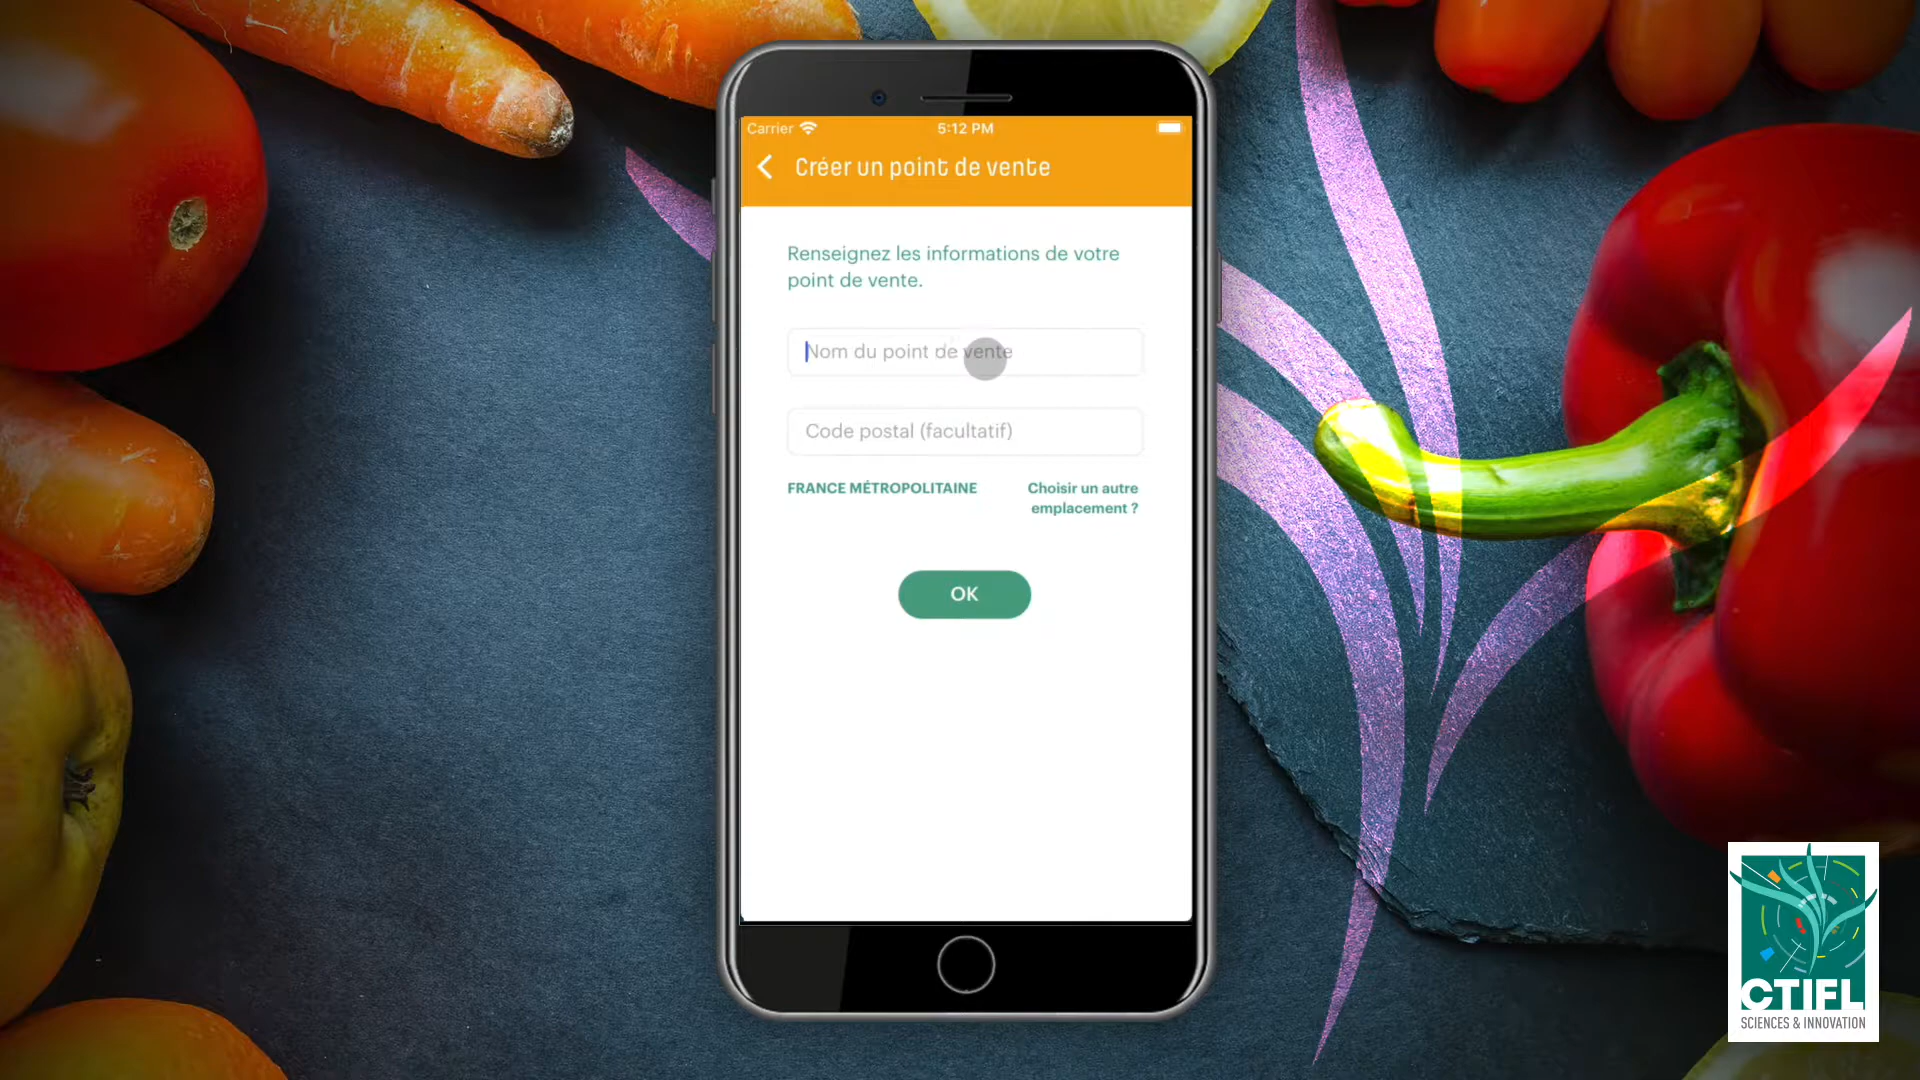 Carrier
5:12 PM
Créer un point de vente
Renseignez les informations de votre
point de vente.
Nom du point de vente
Code postal (facultatif)
FRANCE MÉTROPOLITAINE
Choisir un autre
emplacement ?
OK
CTIFL
SCIENCES & INNOVATION